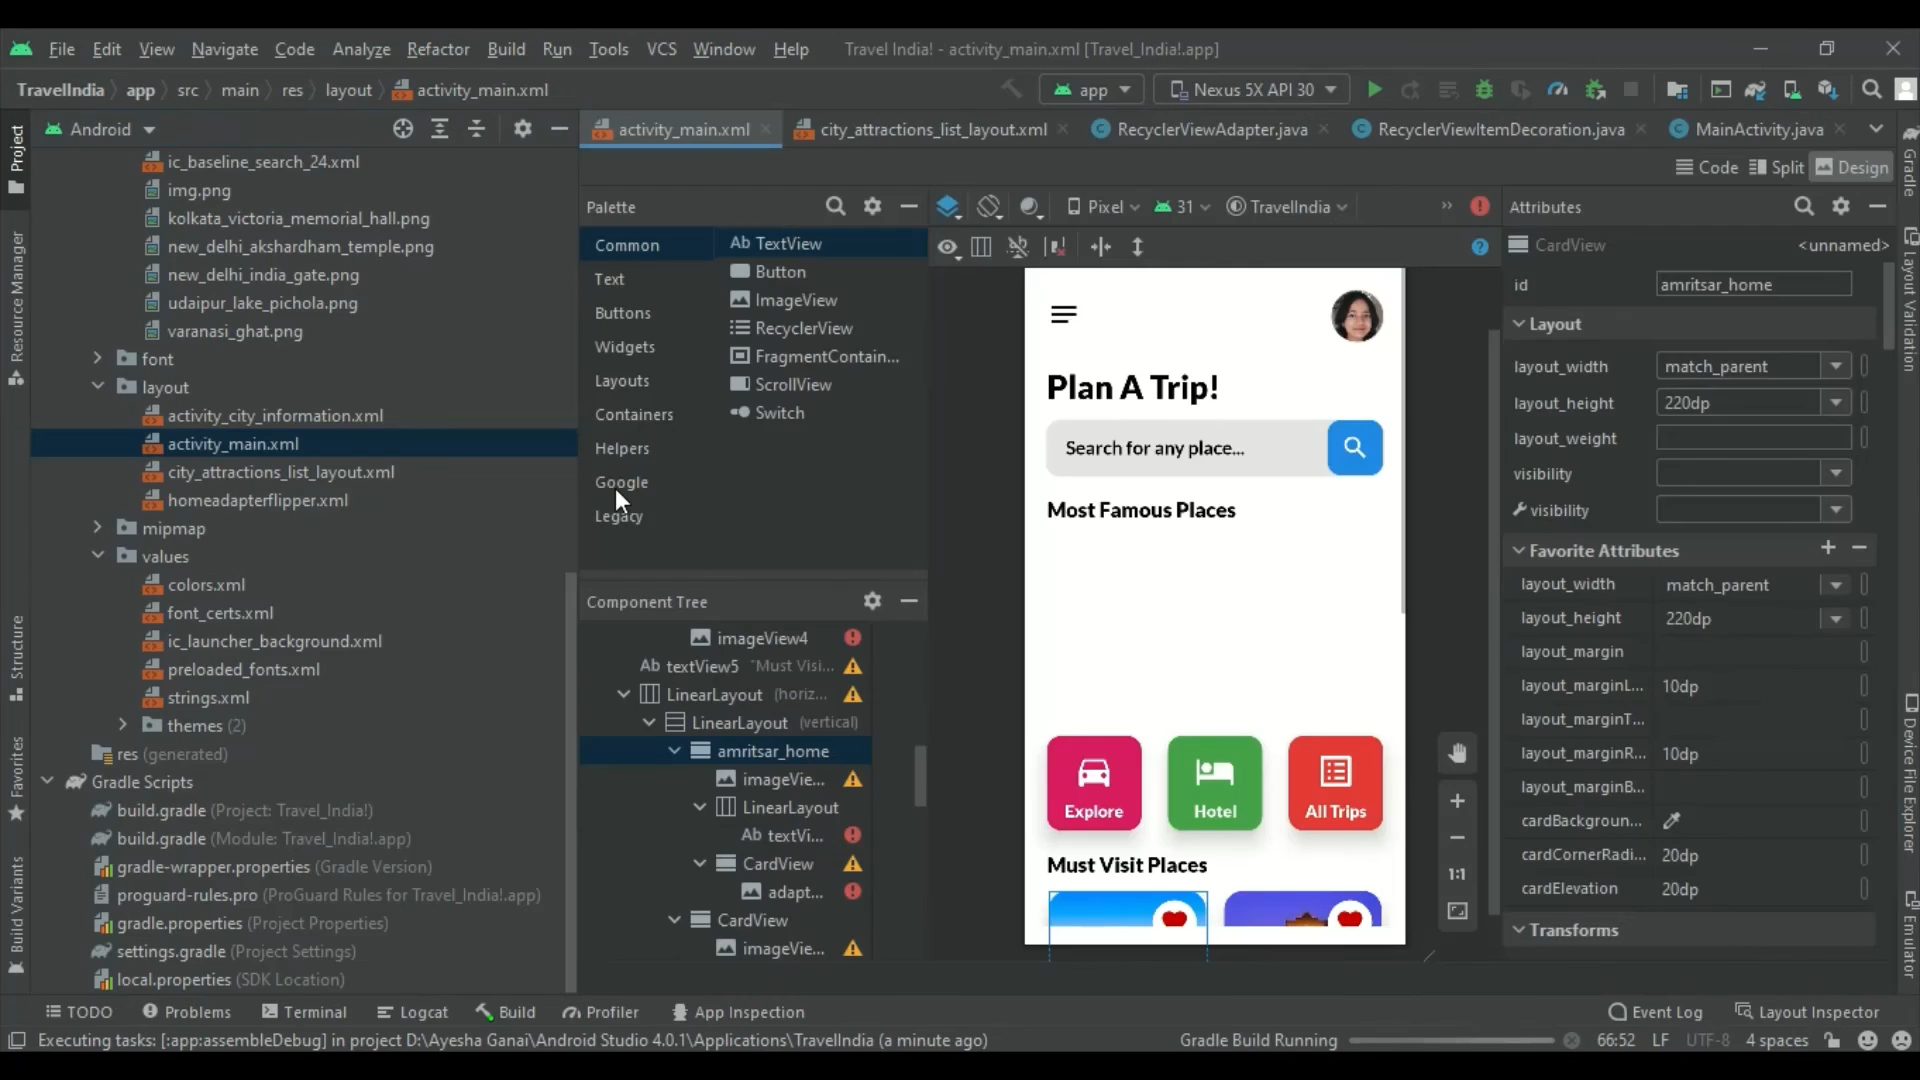 File Edit View Navigate Code Analyze Refactor Build Run Tools VCS Window Help Travel India! - activity_main.xml [Travel_India!.app]
TravelIndia app src main res layout activity_main.xml app Nexus 5X API 30
Project
Resource Manager
Structure
Favorites
Build Variants
Android
ic_baseline_search_24.xml
img.png
kolkata_victoria_memorial_hall.png
new_delhi_akshardham_temple.png
new_delhi_india_gate.png
udaipur_lake_pichola.png
varanasi_ghat.png
font
layout
activity_city_information.xml
activity_main.xml
city_attractions_list_layout.xml
homeadapterflipper.xml
mipmap
values
colors.xml
font_certs.xml
ic_launcher_background.xml
preloaded_fonts.xml
strings.xml
themes (2)
res (generated)
Gradle Scripts
build.gradle (Project: Travel_India!)
build.gradle (Module: Travel_India!.app)
gradle-wrapper.properties (Gradle Version)
proguard-rules.pro (ProGuard Rules for Travel_India!.app)
gradle.properties (Project Properties)
settings.gradle (Project Settings)
local.properties (SDK Location)
activity_main.xml city_attractions_list_layout.xml RecyclerViewAdapter.java RecyclerViewItemDecoration.java MainActivity.java
Code Split Design
Palette
Common
Text
Buttons
Widgets
Layouts
Containers
Helpers
Google
Legacy
Ab TextView
Button
ImageView
RecyclerView
FragmentContain...
ScrollView
Switch
Component Tree
imageView4
Ab textView5 "Must Visi...
LinearLayout (horiz...
LinearLayout (vertical)
amritsar_home
imageVie...
LinearLayout
Ab textVi...
CardView
adapt...
CardView
imageVie...
Pixel 31 TravelIndia
Plan A Trip!
Search for any place...
Most Famous Places
Explore Hotel All Trips
Must Visit Places
1:1
Attributes
CardView <unnamed>
id amritsar_home
Layout
layout_width match_parent
layout_height 220dp
layout_weight
visibility
visibility
Favorite Attributes
layout_width match_parent
layout_height 220dp
layout_margin
layout_marginL... 10dp
layout_marginT...
layout_marginR... 10dp
layout_marginB...
cardBackgroun...
cardCornerRadi... 20dp
cardElevation 20dp
Transforms
Gradle
Layout Validation
Device File Explorer
Emulator
TODO Problems Terminal Logcat Build Profiler App Inspection Event Log Layout Inspector
Executing tasks: [:app:assembleDebug] in project D:\Ayesha Ganai\Android Studio 4.0.1\Applications\TravelIndia (a minute ago) Gradle Build Running 66:52 LF UTF-8 4 spaces